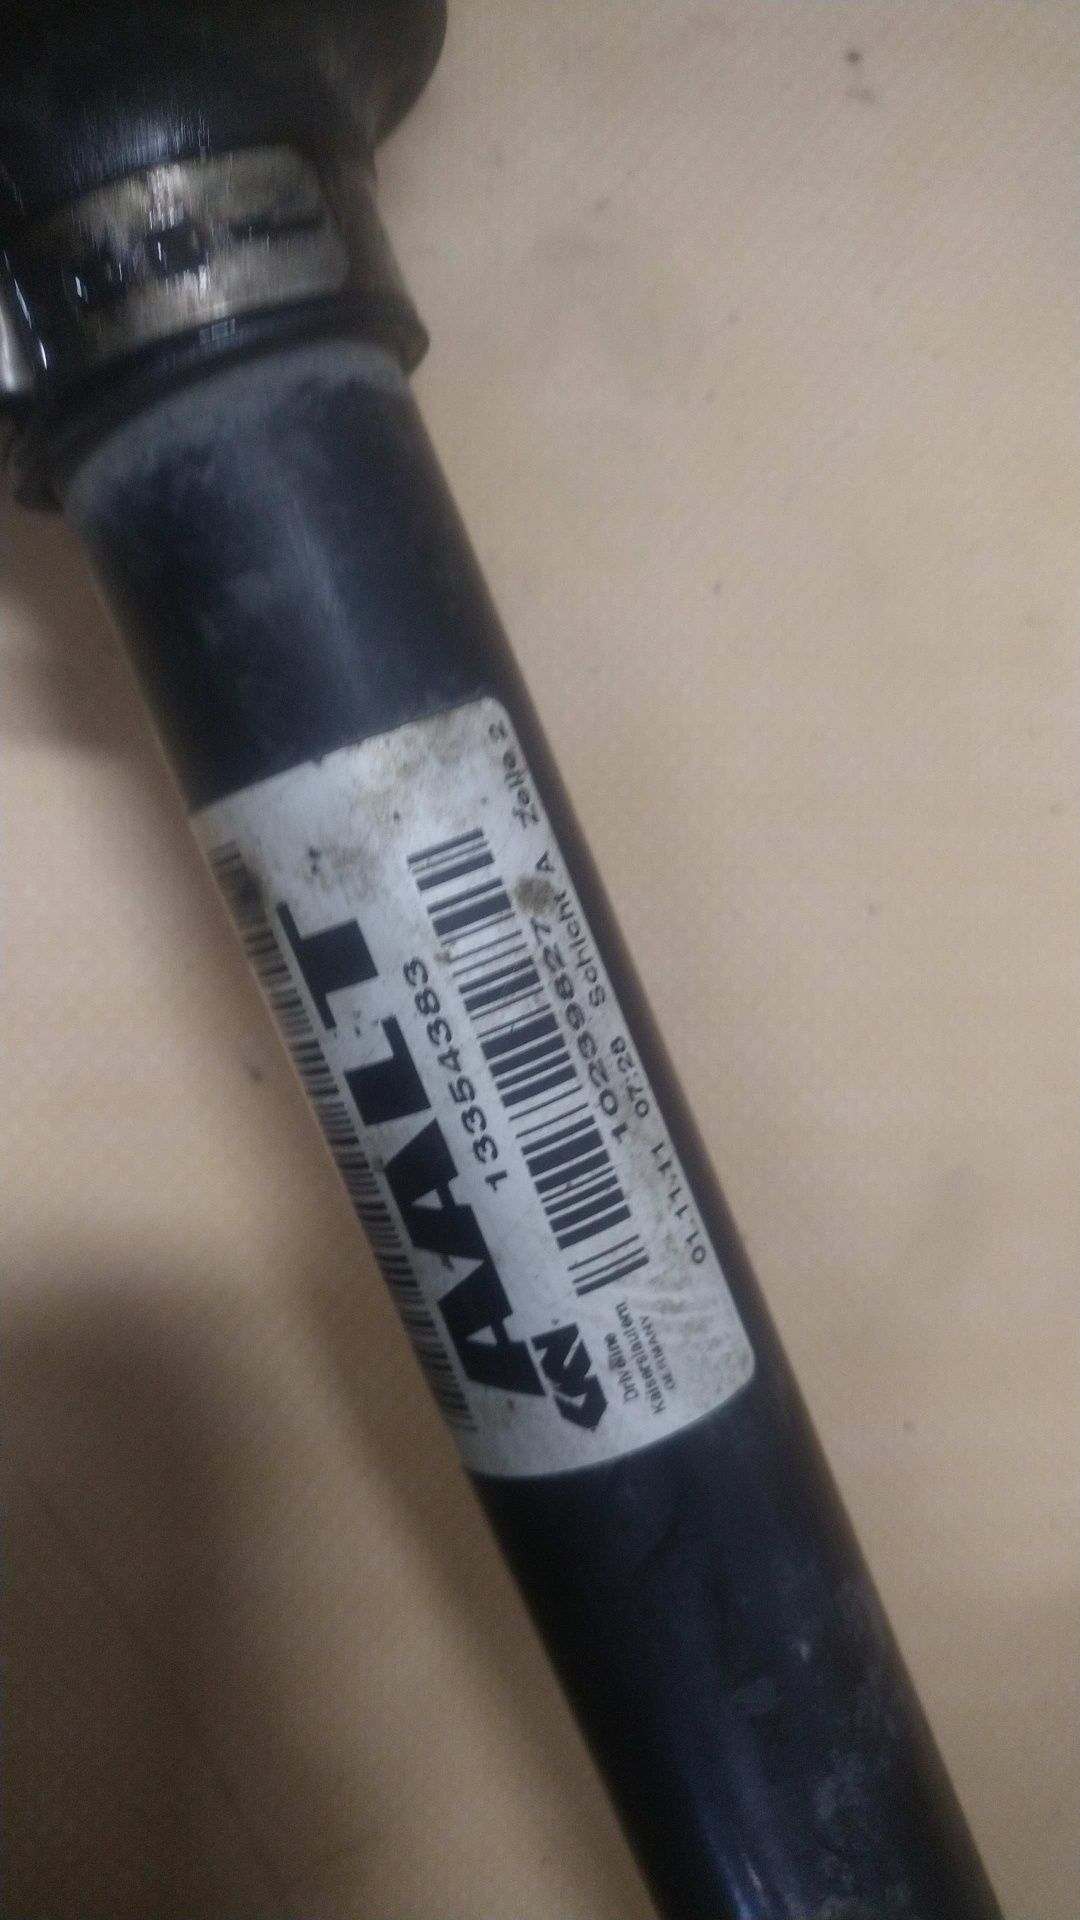 AALT
13354383
GKN
Driveline
Kaiserslautern
GERMANY
10239827
01.11.11 07:28 Schicht A Zelle 2